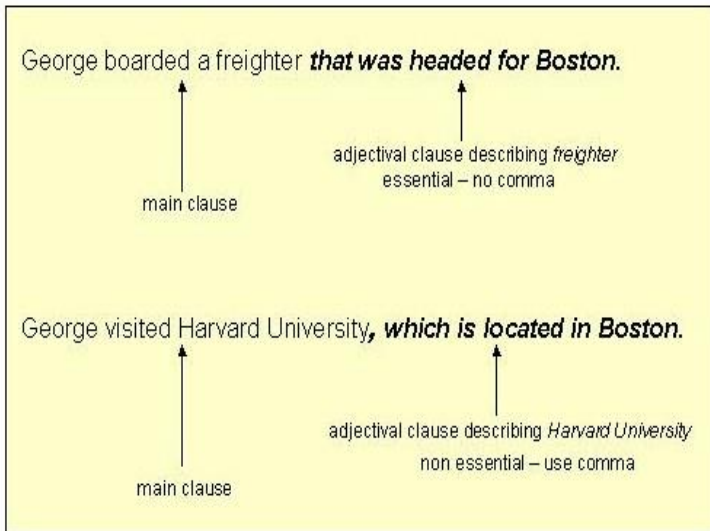 George boarded a freighter that was headed for Boston.
adjectival clause describing freighter
essential – no comma
main clause
George visited Harvard University, which is located in Boston.
adjectival clause describing Harvard University
non essential – use comma
main clause